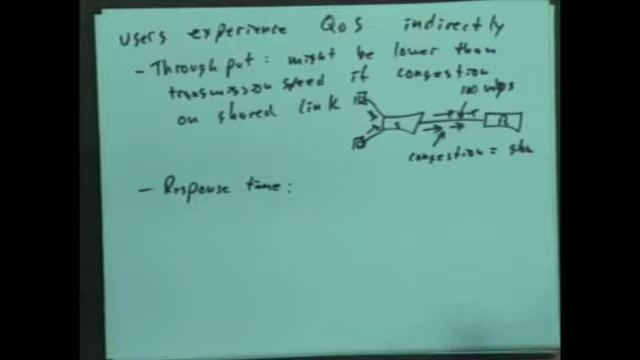 users experience QoS indirectly
- Throughput : might be lower than
transmission speed if congestion
on shared link
100 mbps
S
R
congestion = 
- Response time :